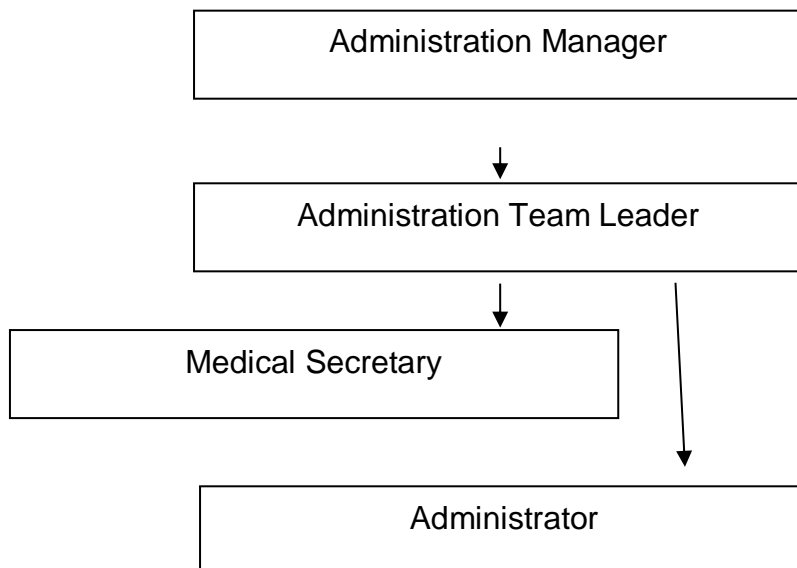 Administration Manager
Administration Team Leader
Medical Secretary
Administrator